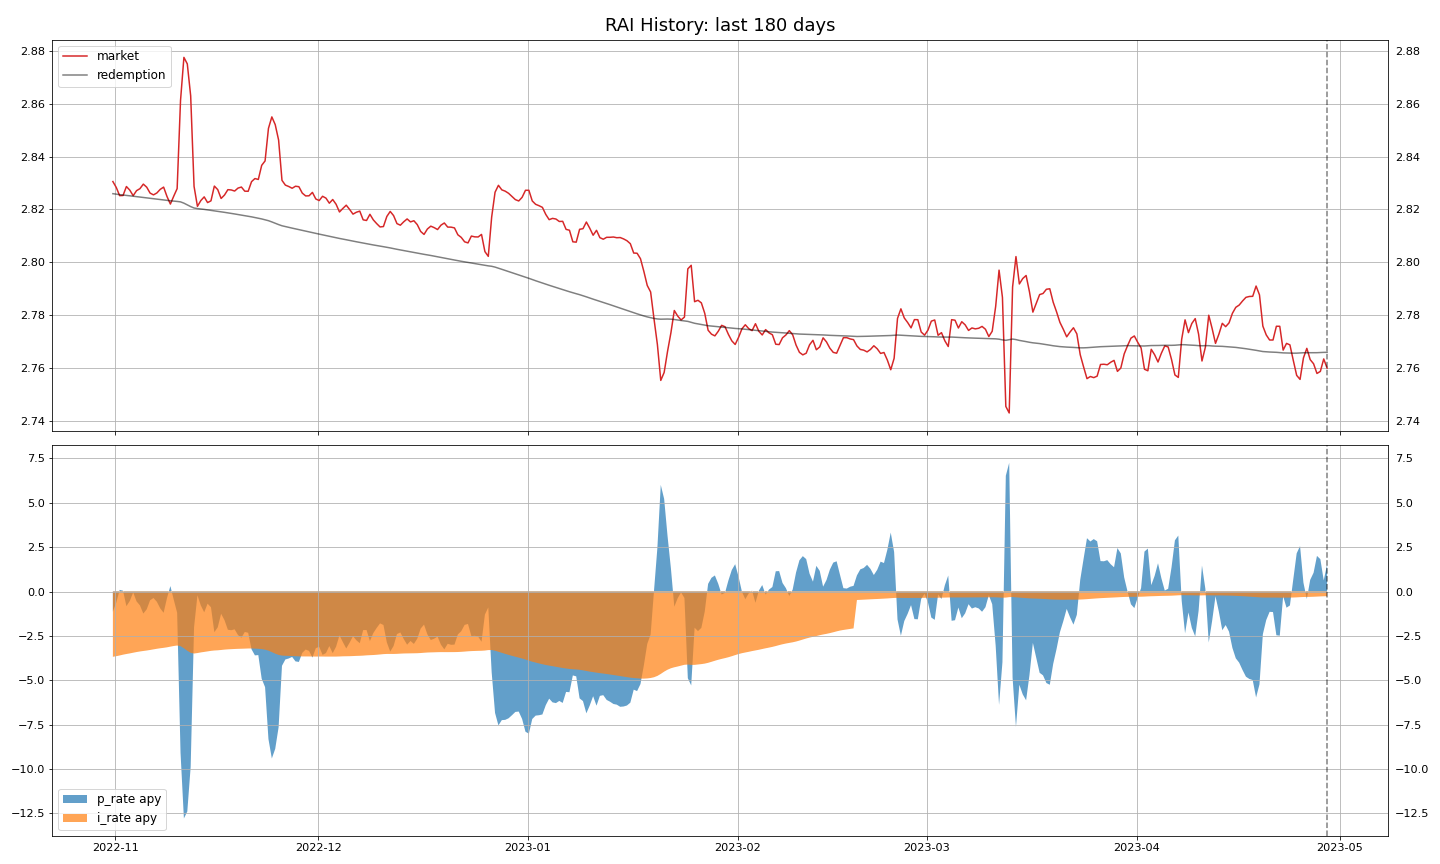 RAI History: last 180 days
market
redemption
2.88 2.88
2.86 2.86
2.84 2.84
2.82 2.82
2.80 2.80
2.78 2.78
2.76 2.76
2.74 2.74
7.5 7.5
5.0 5.0
2.5 2.5
0.0 0.0
−2.5 −2.5
−5.0 −5.0
−7.5 −7.5
−10.0 −10.0
−12.5 −12.5
p_rate apy
i_rate apy
2022-11 2022-12 2023-01 2023-02 2023-03 2023-04 2023-05